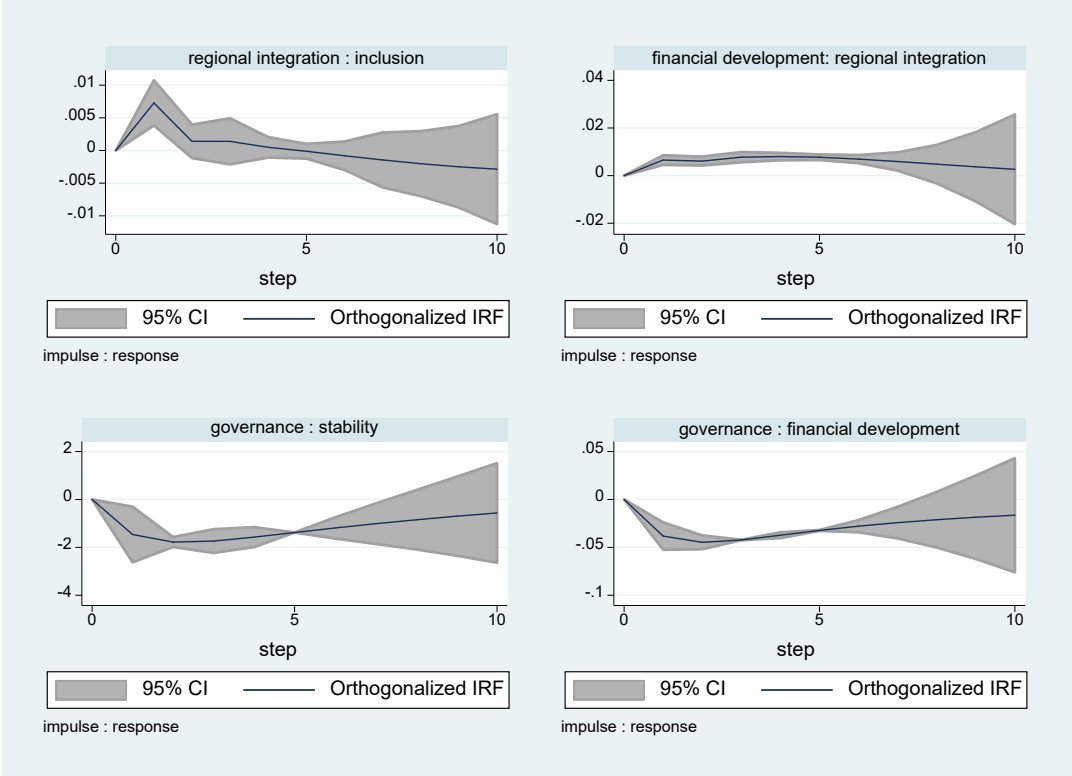 regional integration : inclusion
.01
.005
0
-.005
-.01
0 5 10
step
95% CI Orthogonalized IRF
impulse : response
financial development: regional integration
.04
.02
0
-.02
0 5 10
step
95% CI Orthogonalized IRF
impulse : response
governance : stability
2
0
-2
-4
0 5 10
step
95% CI Orthogonalized IRF
impulse : response
governance : financial development
.05
0
-.05
-.1
0 5 10
step
95% CI Orthogonalized IRF
impulse : response